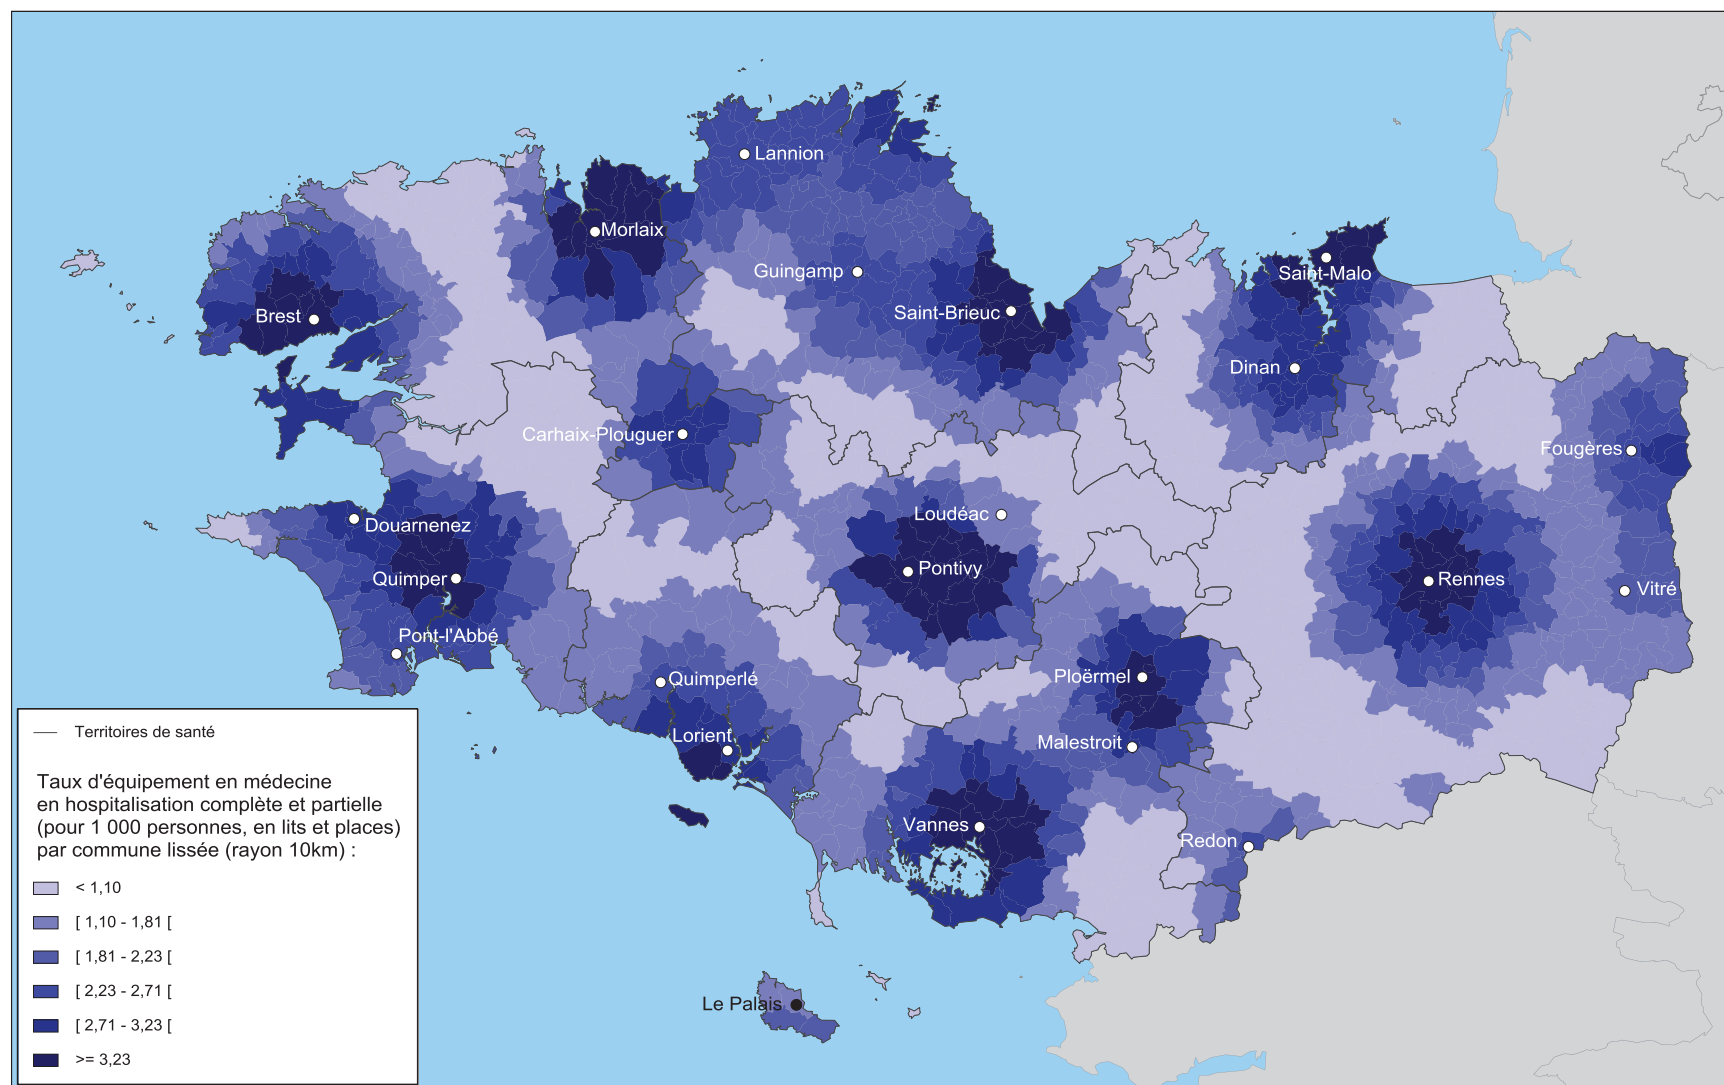 Lannion
Morlaix
Guingamp
Saint-Malo
Brest
Saint-Brieuc
Dinan
Carhaix-Plouguer
Fougères
Loudéac
Douarnenez
Pontivy
Quimper
Rennes
Vitré
Pont-l'Abbé
Ploërmel
Quimperlé
Lorient
Malestroit
Vannes
Redon
Le Palais
Territoires de santé
Taux d'équipement en médecine
en hospitalisation complète et partielle
(pour 1 000 personnes, en lits et places)
par commune lissée (rayon 10km) :
< 1,10
[ 1,10 - 1,81 [
[ 1,81 - 2,23 [
[ 2,23 - 2,71 [
[ 2,71 - 3,23 [
>= 3,23